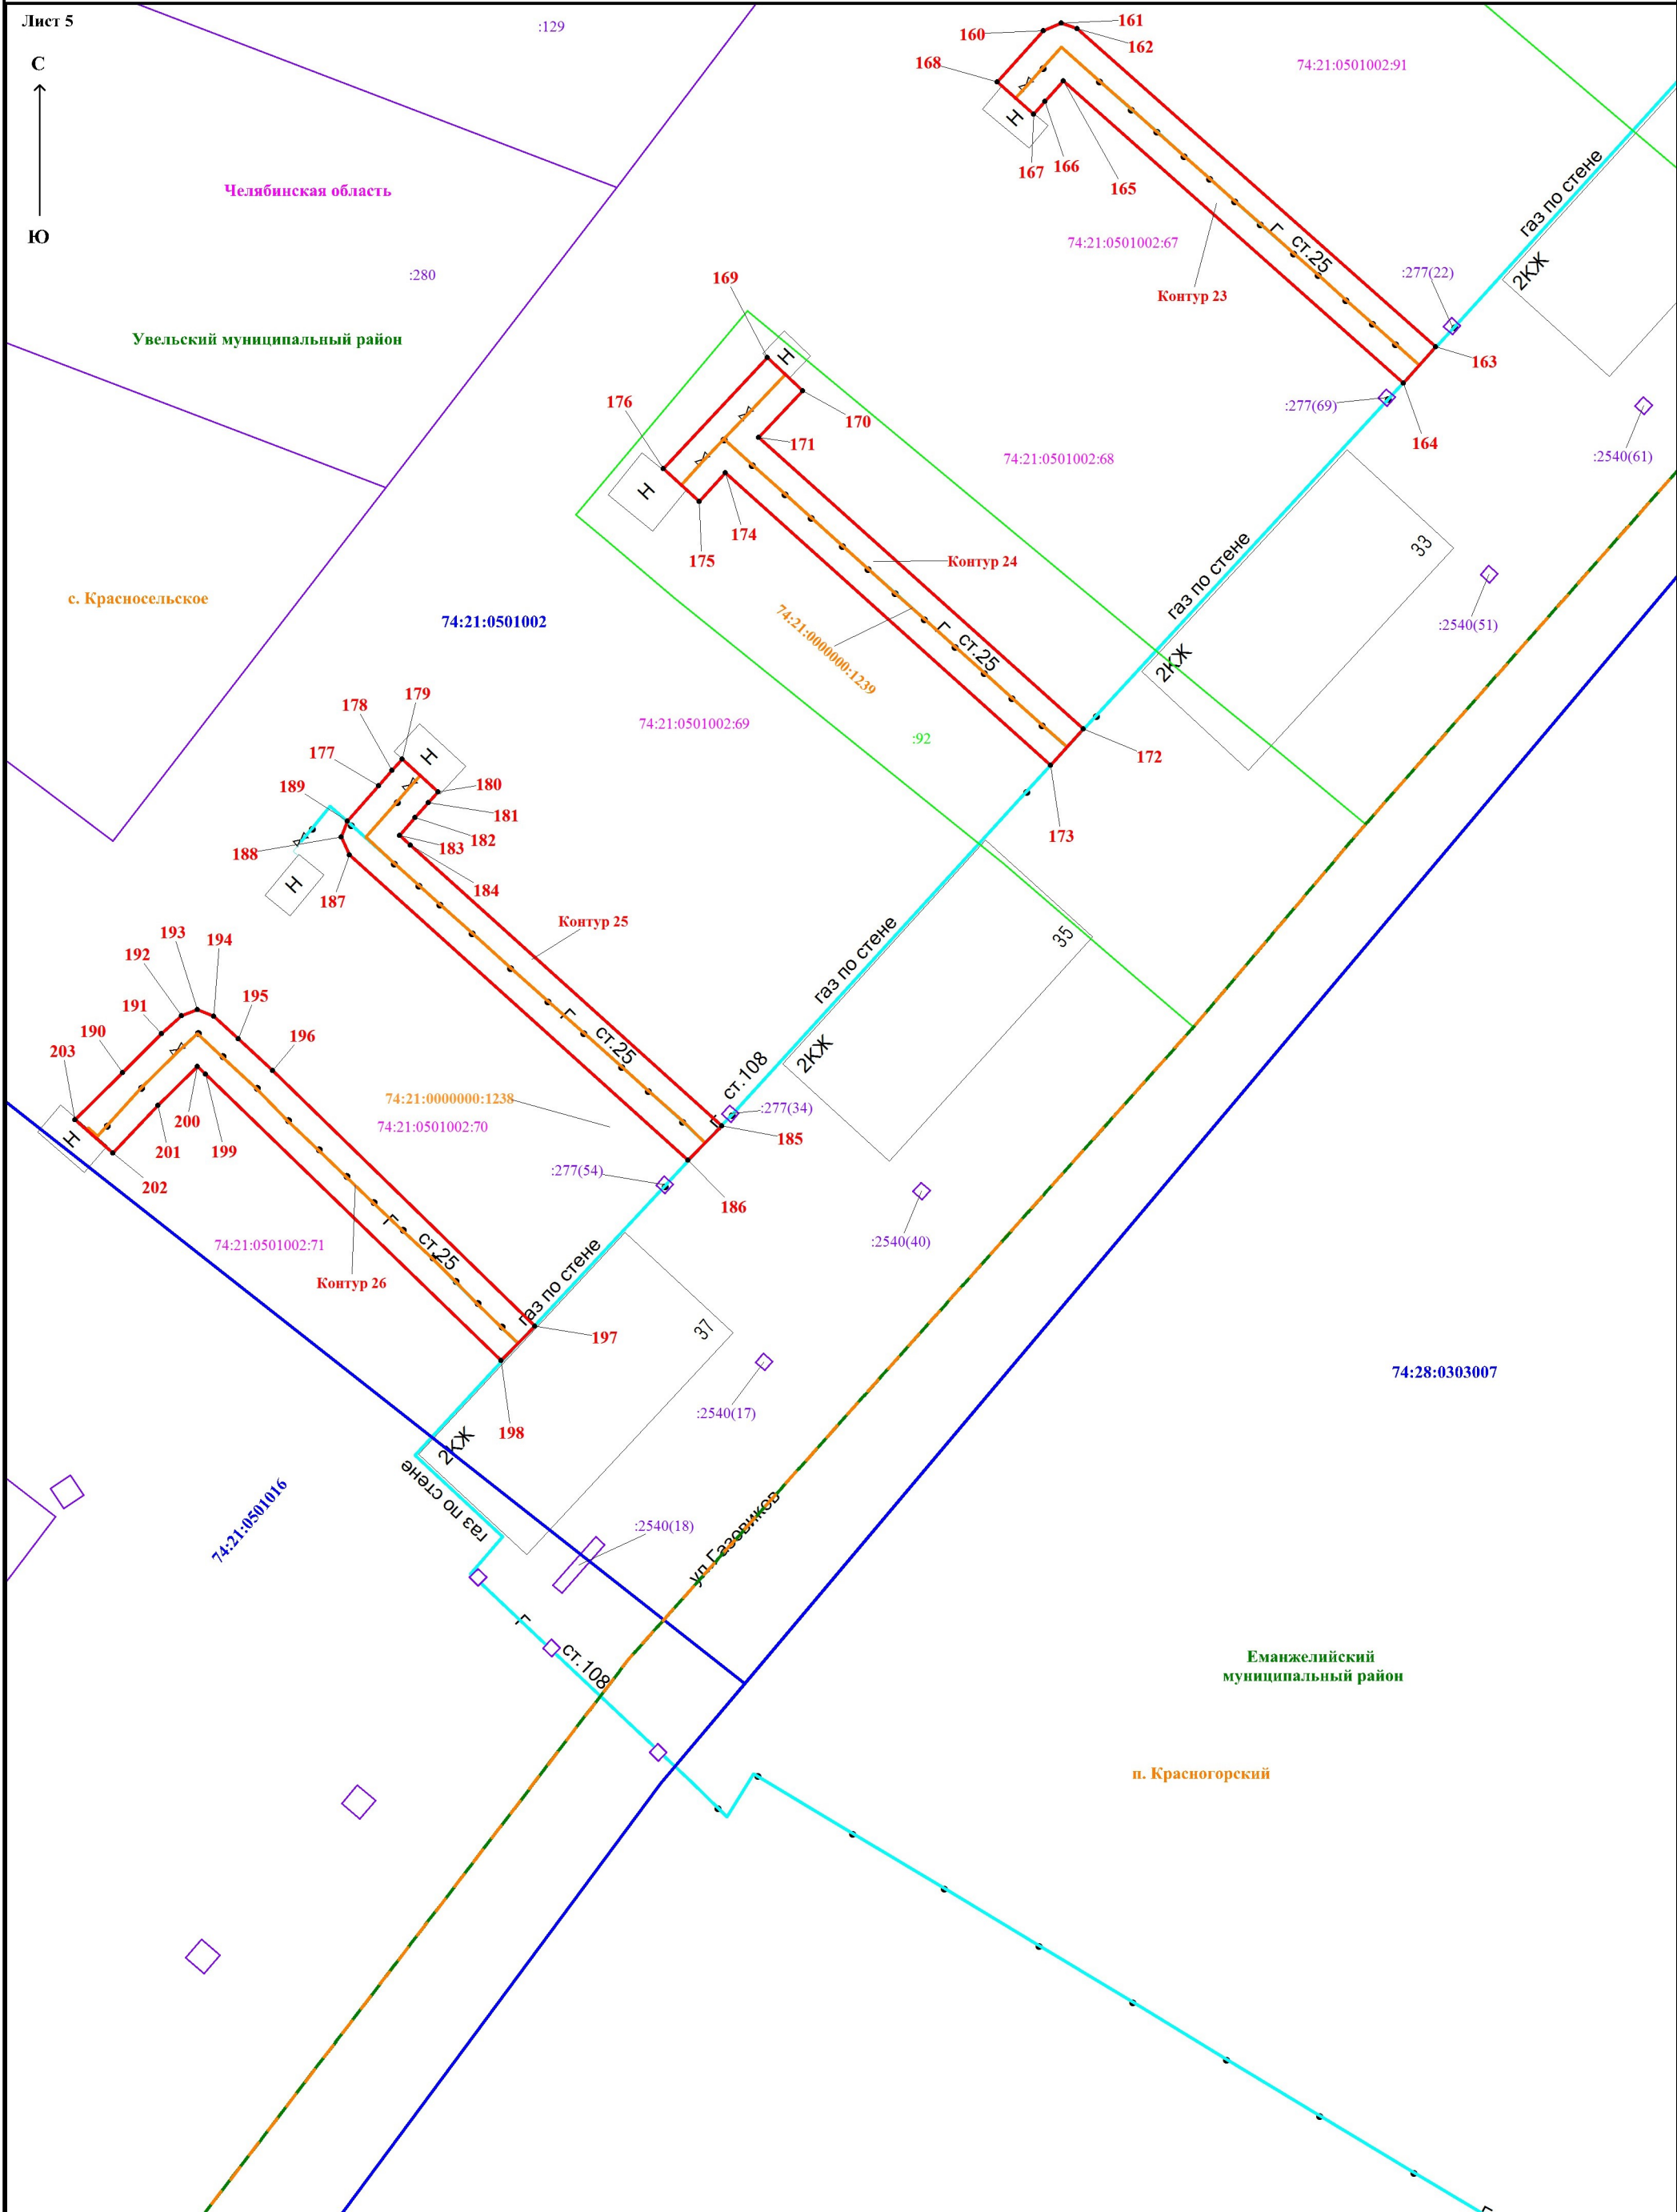 Лист 5
С
Ю
:129
Челябинская область
:280
Увельский муниципальный район
с. Красносельское
74:21:0501002
160
161
162
168
Н
167
166
165
74:21:0501002:91
74:21:0501002:67
Контур 23
Г ст.25
газ по стене
2КЖ
:277(22)
163
:277(69)
164
:2540(61)
169
Н
170
176
171
Н
174
175
74:21:0501002:68
Контур 24
74:21:0000000:1239
Г ст.25
газ по стене
33
:2540(51)
2КЖ
172
173
:92
74:21:0501002:69
179
178
177
Н
180
189
181
182
183
188
Н
184
187
Контур 25
Г ст.25
газ по стене
35
2КЖ
193
194
192
195
191
196
190
203
Н
200
201
199
202
74:21:0000000:1238
74:21:0501002:70
Г ст.108
:277(34)
185
:277(54)
186
:2540(40)
74:21:0501002:71
Контур 26
Г ст.25
газ по стене
37
197
198
:2540(17)
2КЖ
газ по стене
74:28:0303007
74:21:0501016
:2540(18)
ул.Газовиков
Г ст.108
Еманжелийский
муниципальный район
п. Красногорский
Г